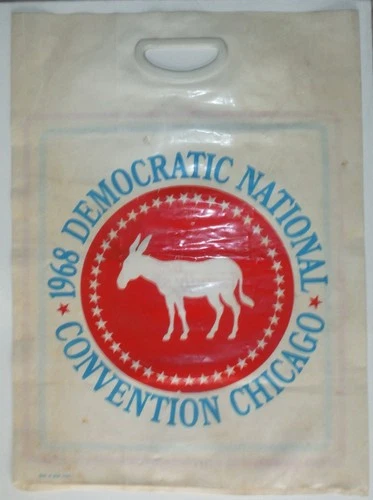 1968 DEMOCRATIC NATIONAL
CONVENTION CHICAGO